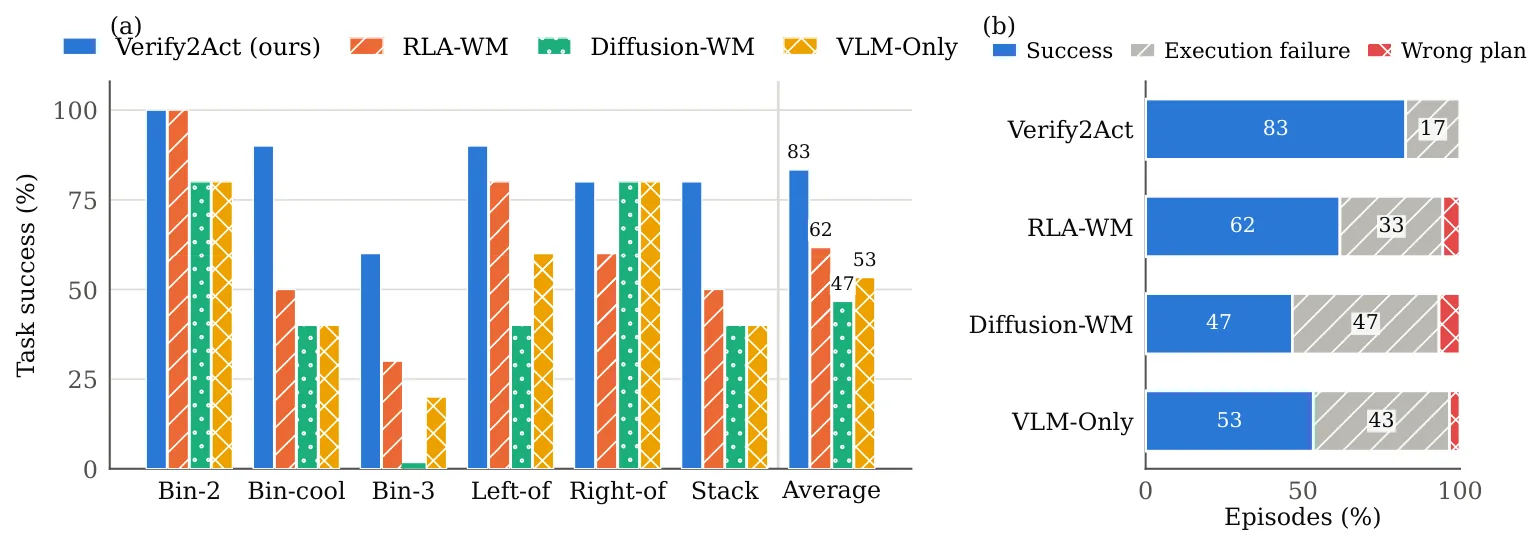 (a)
Verify2Act (ours) RLA-WM Diffusion-WM VLM-Only
Task success (%)
100
75
50
25
0
83
62
47
53
Bin-2 Bin-cool Bin-3 Left-of Right-of Stack Average
(b)
Success Execution failure Wrong plan
Verify2Act 83 17
RLA-WM 62 33
Diffusion-WM 47 47
VLM-Only 53 43
0 50 100
Episodes (%)